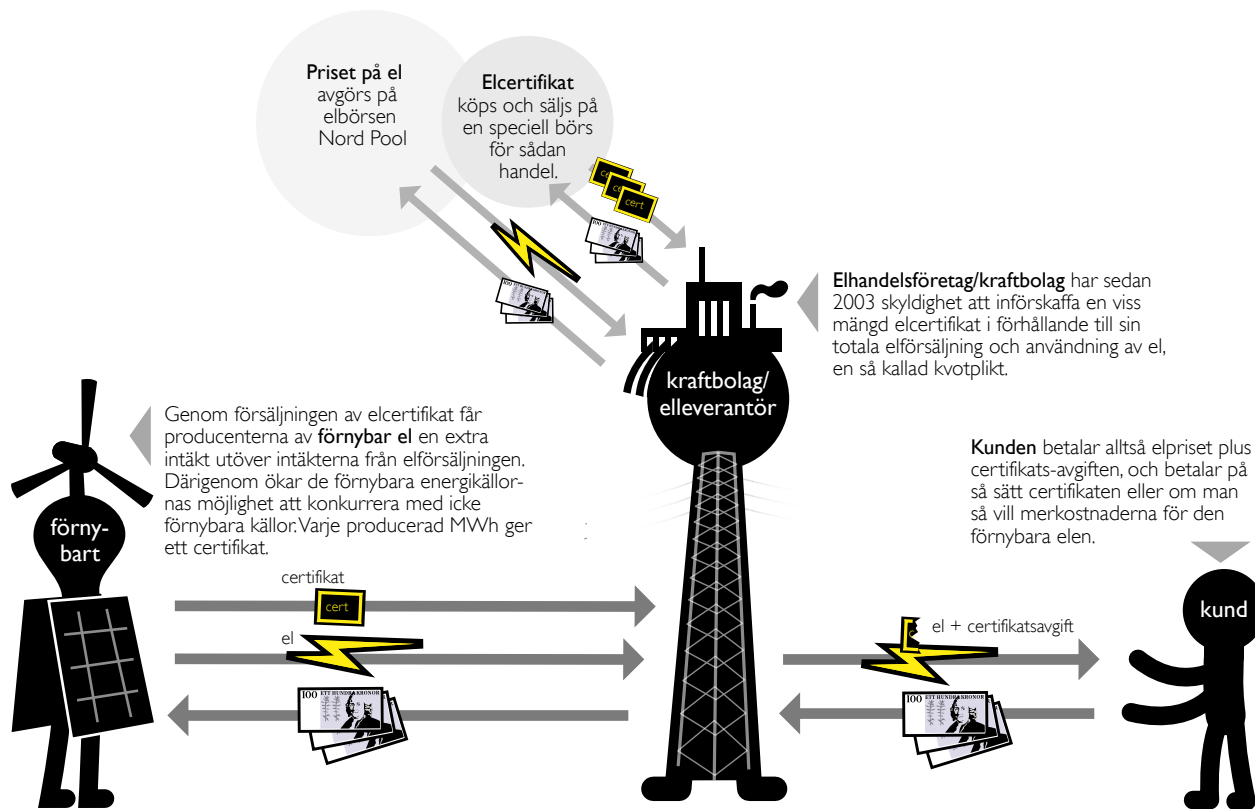 Priset på el
avgörs på
elbörsen
Nord Pool
Elcertifikat
köps och säljs på
en speciell börs
för sådan
handel.
cert
100
100
Elhandelsföretag/kraftbolag har sedan
2003 skyldighet att införskaffa en viss
mängd elcertifikat i förhållande till sin
totala elförsäljning och användning av el,
en så kallad kvotplikt.
kraftbolag/
elleverantör
Genom försäljningen av elcertifikat får
producenterna av förnybar el en extra
intäkt utöver intäkterna från elförsäljningen.
Därigenom ökar de förnybara energikällor-
nas möjlighet att konkurrera med icke
förnybara källor. Varje producerad MWh ger
ett certifikat.
förny-
bart
Kunden betalar alltså elpriset plus
certifikats-avgiften, och betalar på
så sätt certifikaten eller om man
så vill merkostnaderna för den
förnybara elen.
kund
certifikat
cert
el
el + certifikatsavgift
100 ETT HUNDRA KRONOR
100 ETT HUNDRA KRONOR